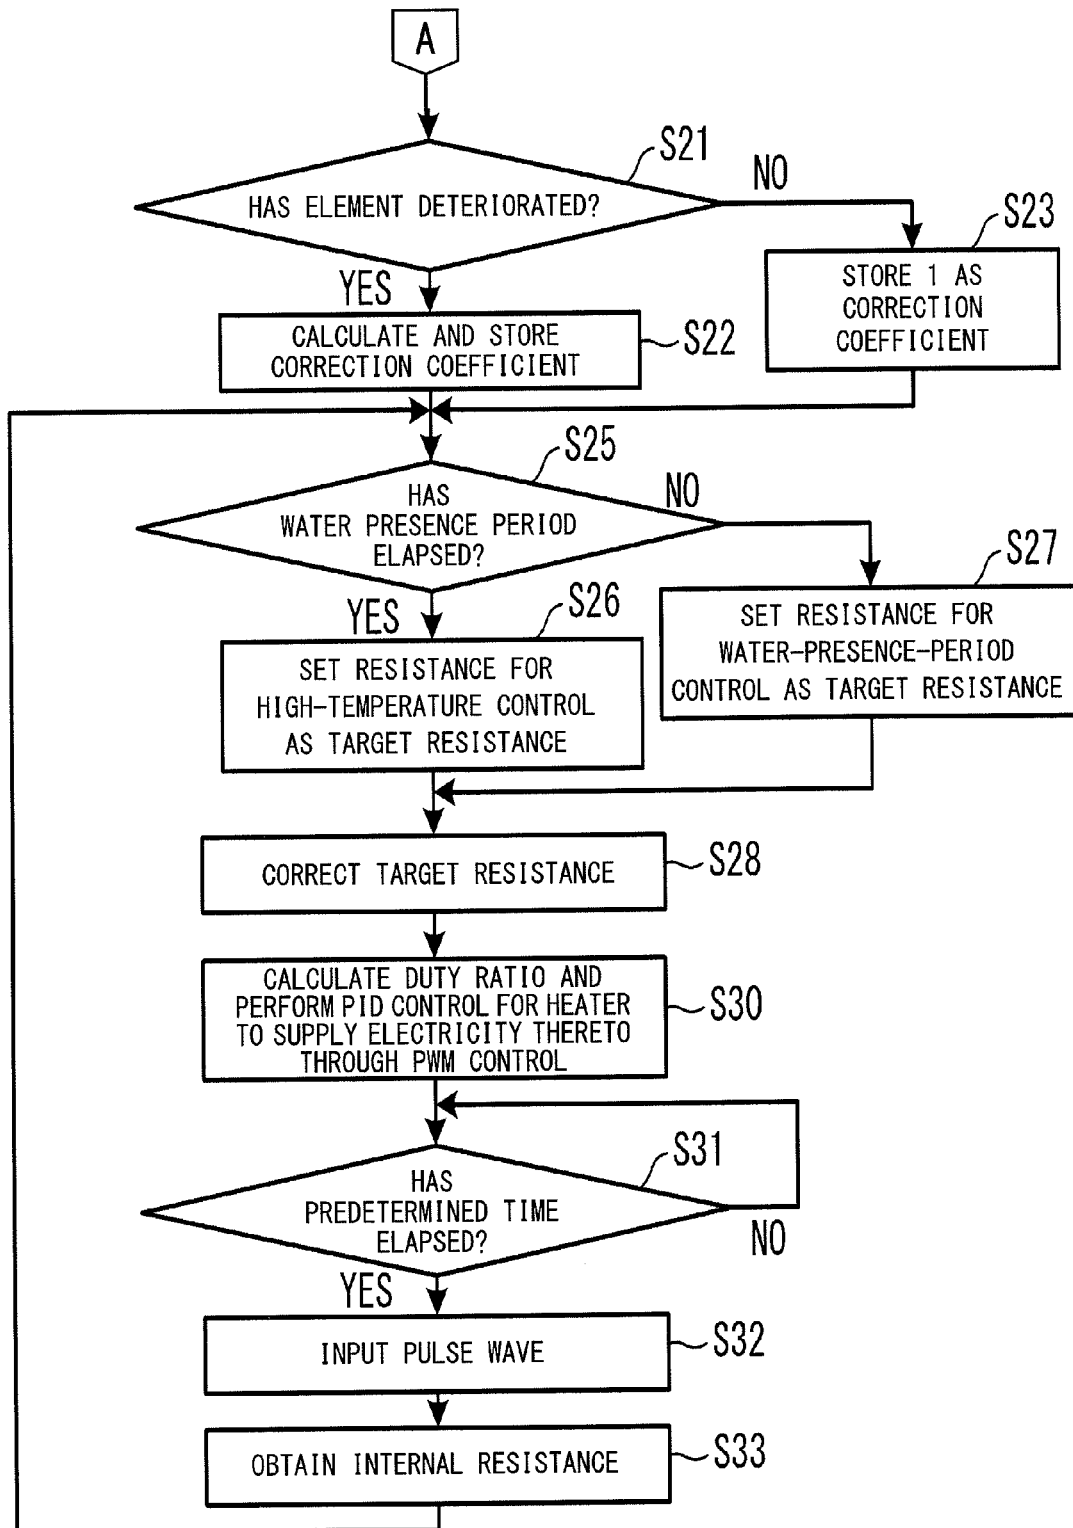 A
S21
HAS ELEMENT DETERIORATED?
NO
S23
STORE 1 AS
CORRECTION
COEFFICIENT
YES
CALCULATE AND STORE
CORRECTION COEFFICIENT
S22
S25
HAS
WATER PRESENCE PERIOD
ELAPSED?
NO
S27
SET RESISTANCE FOR
WATER-PRESENCE-PERIOD
CONTROL AS TARGET RESISTANCE
YES
S26
SET RESISTANCE FOR
HIGH-TEMPERATURE CONTROL
AS TARGET RESISTANCE
CORRECT TARGET RESISTANCE
S28
CALCULATE DUTY RATIO AND
PERFORM PID CONTROL FOR HEATER
TO SUPPLY ELECTRICITY THERETO
THROUGH PWM CONTROL
S30
S31
HAS
PREDETERMINED TIME
ELAPSED?
NO
YES
INPUT PULSE WAVE
S32
OBTAIN INTERNAL RESISTANCE
S33